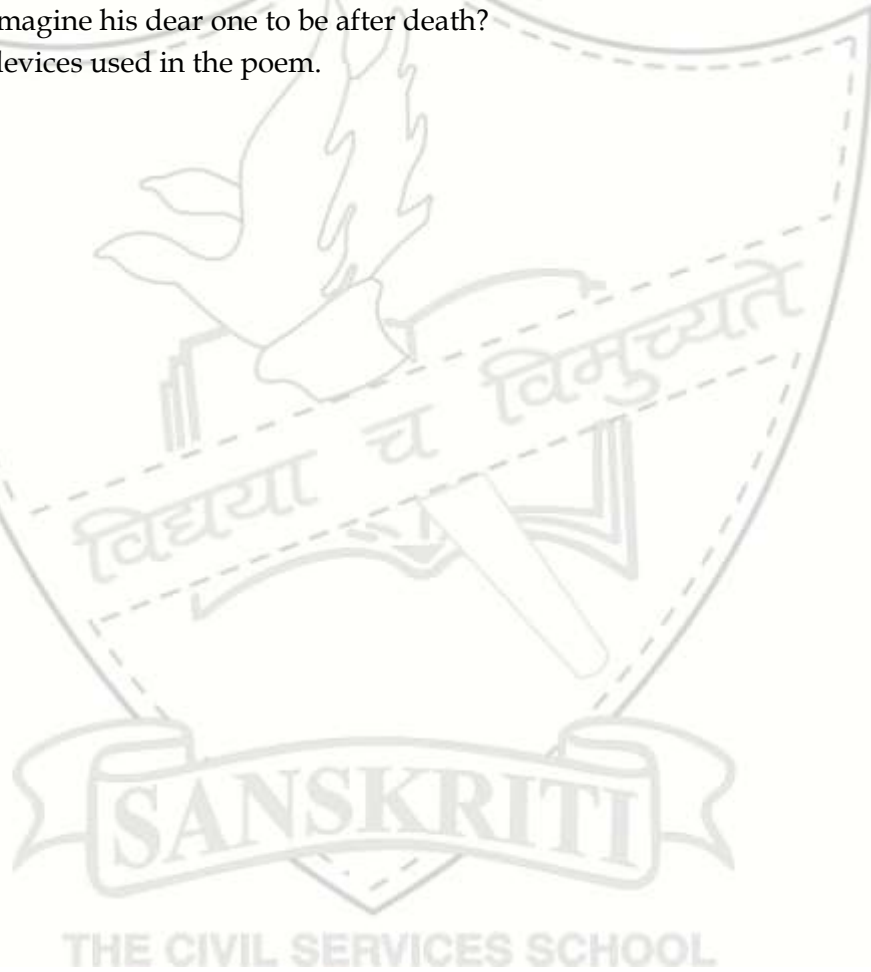 magine his dear one to be after death?
devices used in the poem.
विद्यया च विमुच्यते
SANSKRITI
THE CIVIL SERVICES SCHOOL